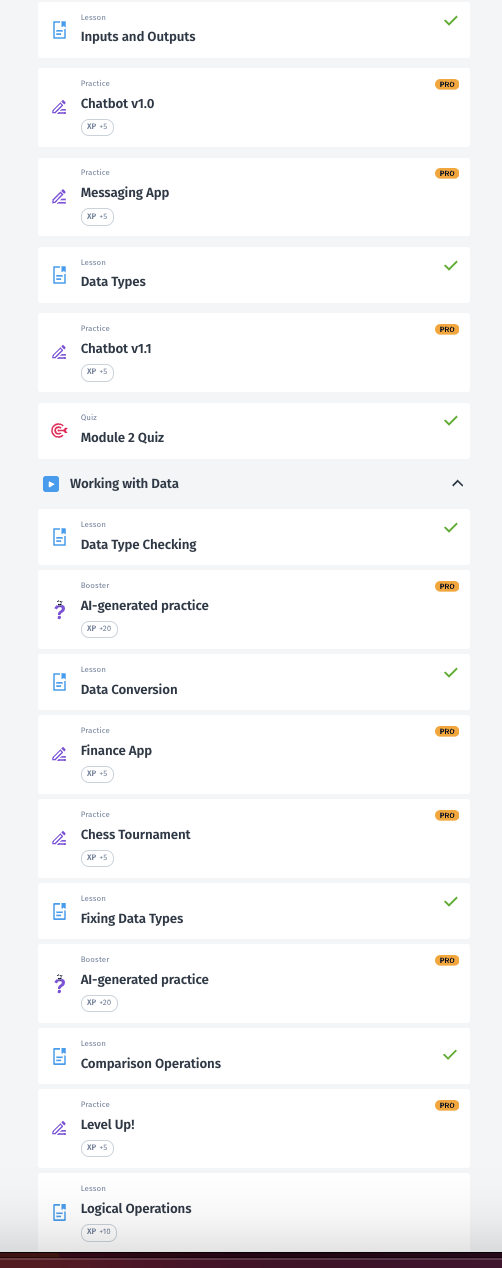 Lesson
Inputs and Outputs
Practice
PRO
Chatbot v1.0
XP +5
Practice
PRO
Messaging App
XP +5
Lesson
Data Types
Practice
PRO
Chatbot v1.1
XP +5
Quiz
Module 2 Quiz
Working with Data
Lesson
Data Type Checking
Booster
PRO
AI-generated practice
XP +20
Lesson
Data Conversion
Practice
PRO
Finance App
XP +5
Practice
PRO
Chess Tournament
XP +5
Lesson
Fixing Data Types
Booster
PRO
AI-generated practice
XP +20
Lesson
Comparison Operations
Practice
PRO
Level Up!
XP +5
Lesson
Logical Operations
XP +10